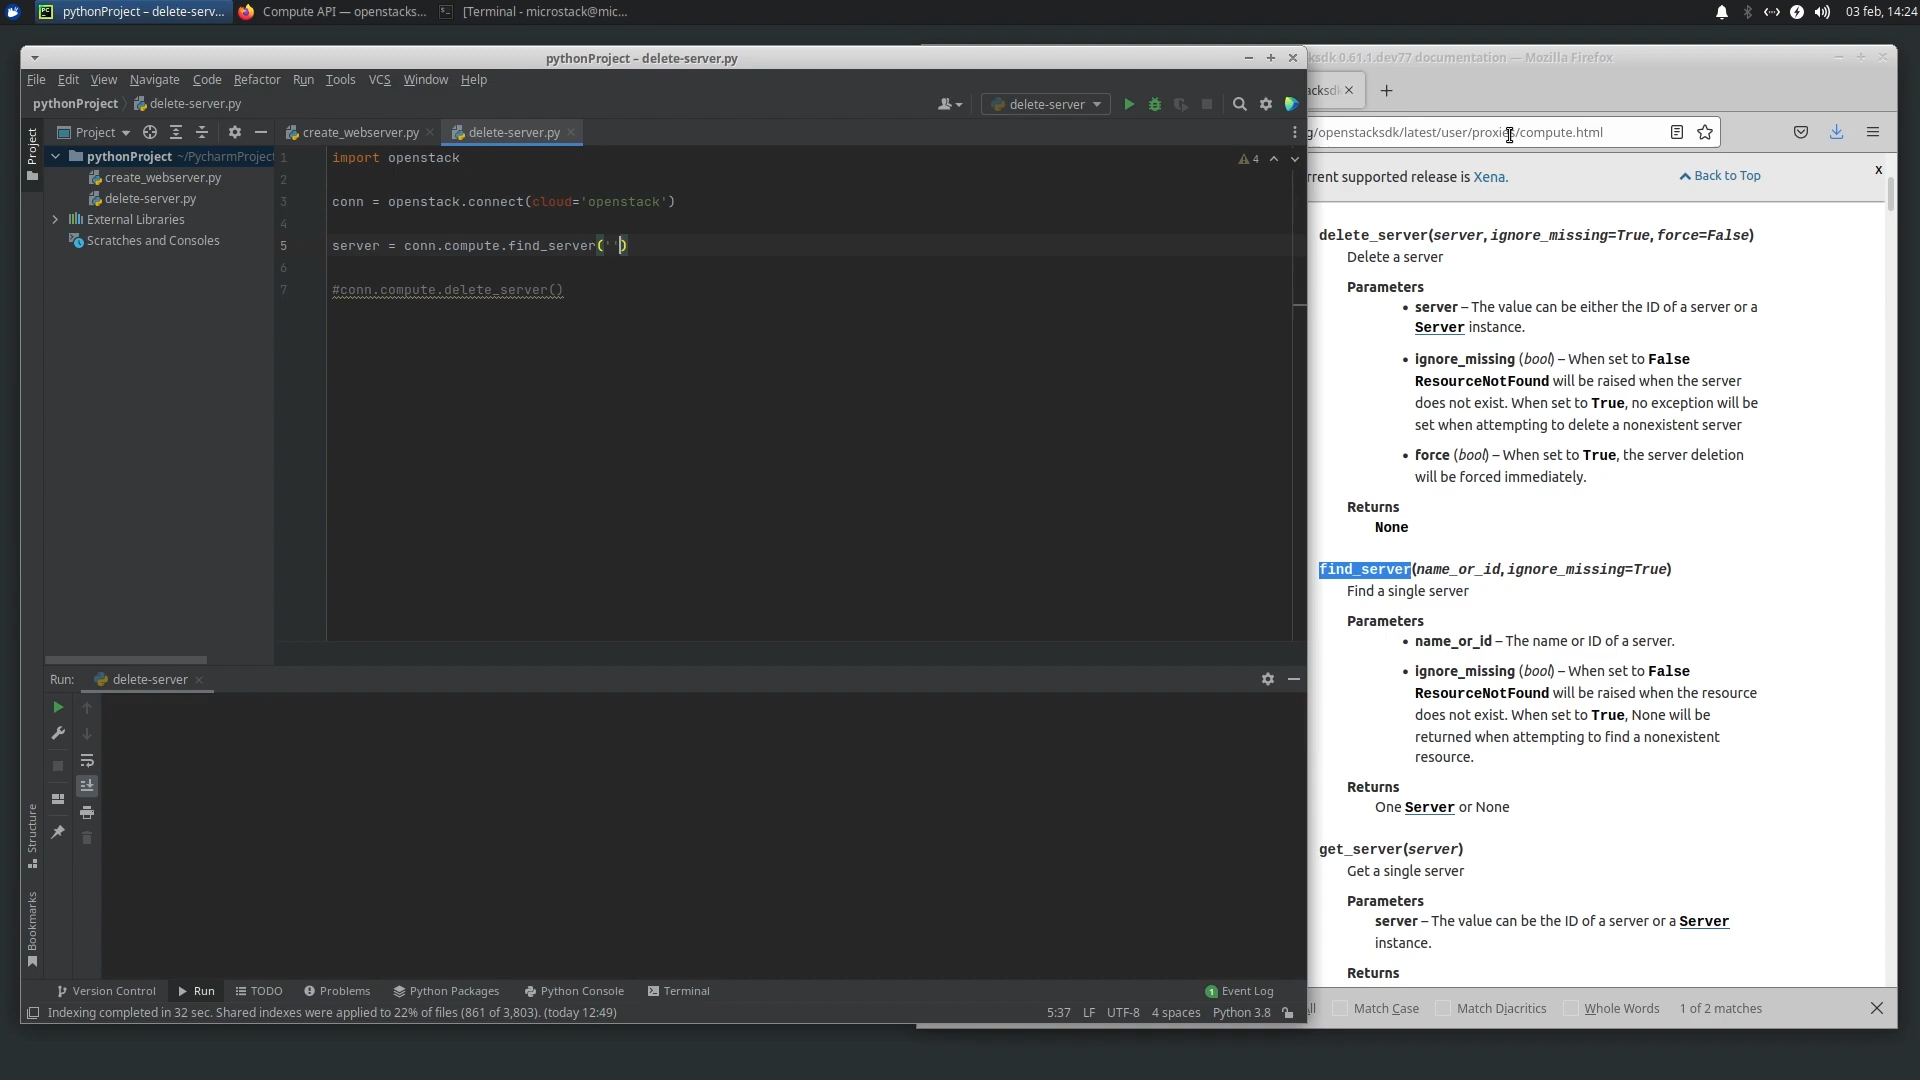 pythonProject – delete-serv...
Compute API — openstacks...
[Terminal - microstack@mic...
03 feb, 14:24
pythonProject – delete-server.py
cksdk 0.61.1.dev77 documentation — Mozilla Firefox
File Edit View Navigate Code Refactor Run Tools VCS Window Help
acksdk
pythonProject delete-server.py
delete-server
Project
create_webserver.py
delete-server.py
g/openstacksdk/latest/user/proxies/compute.html
Project
pythonProject ~/PycharmProject
create_webserver.py
delete-server.py
External Libraries
Scratches and Consoles
1 import openstack
4
2
3 conn = openstack.connect(cloud='openstack')
4
5 server = conn.compute.find_server('')
6
7 #conn.compute.delete_server()
rrent supported release is Xena.
Back to Top
x
delete_server(server, ignore_missing=True, force=False)
Delete a server
Parameters
• server – The value can be either the ID of a server or a
Server instance.
• ignore_missing (bool) – When set to False
ResourceNotFound will be raised when the server
does not exist. When set to True, no exception will be
set when attempting to delete a nonexistent server
• force (bool) – When set to True, the server deletion
will be forced immediately.
Returns
None
find_server(name_or_id, ignore_missing=True)
Find a single server
Parameters
• name_or_id – The name or ID of a server.
• ignore_missing (bool) – When set to False
ResourceNotFound will be raised when the resource
does not exist. When set to True, None will be
returned when attempting to find a nonexistent
resource.
Returns
One Server or None
get_server(server)
Get a single server
Parameters
server – The value can be the ID of a server or a Server
instance.
Returns
Run: delete-server
Structure
Bookmarks
Version Control Run TODO Problems Python Packages Python Console Terminal
1 Event Log
Indexing completed in 32 sec. Shared indexes were applied to 22% of files (861 of 3,803). (today 12:49)
5:37 LF UTF-8 4 spaces Python 3.8
ll Match Case Match Diacritics Whole Words 1 of 2 matches